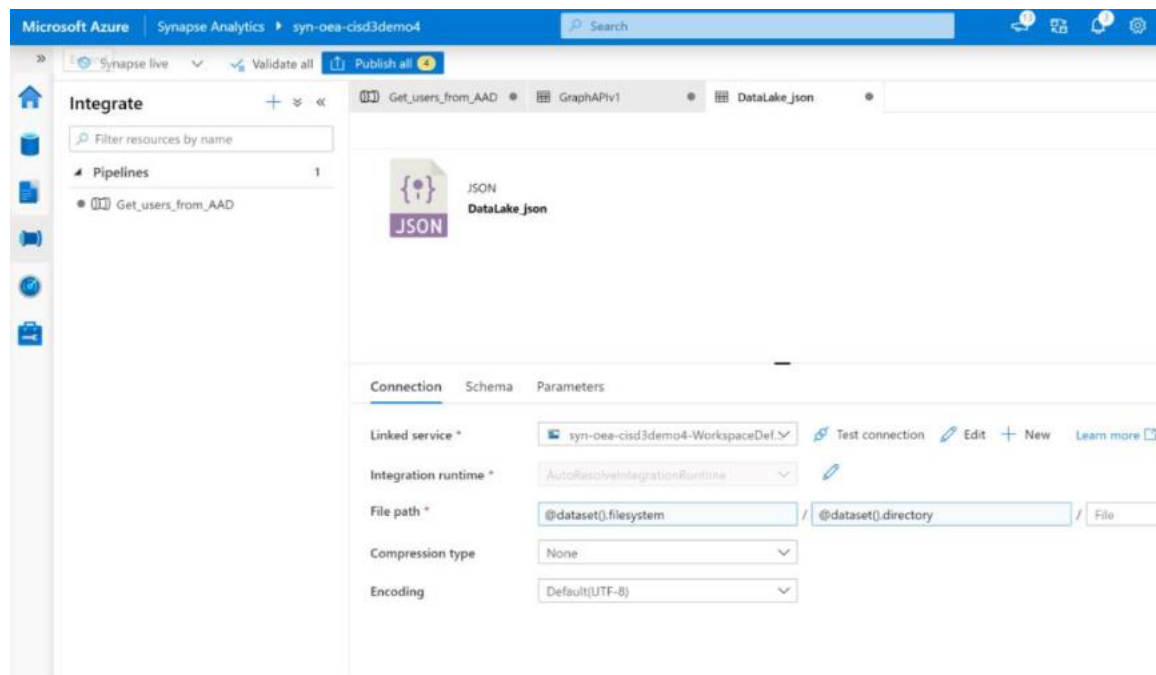 Microsoft Azure Synapse Analytics syn-oea-cisd3demo4 Search 13 1
Synapse live Validate all Publish all 4
Integrate
Get_users_from_AAD GraphAPIv1 DataLake_json
Filter resources by name
Pipelines 1
Get_users_from_AAD
{ } JSON
JSON
DataLake_json
Connection Schema Parameters
Linked service * syn-oea-cisd3demo4-WorkspaceDef... Test connection Edit New Learn more
Integration runtime * AutoResolveIntegrationRuntime
File path * @dataset().filesystem / @dataset().directory / File
Compression type None
Encoding Default(UTF-8)